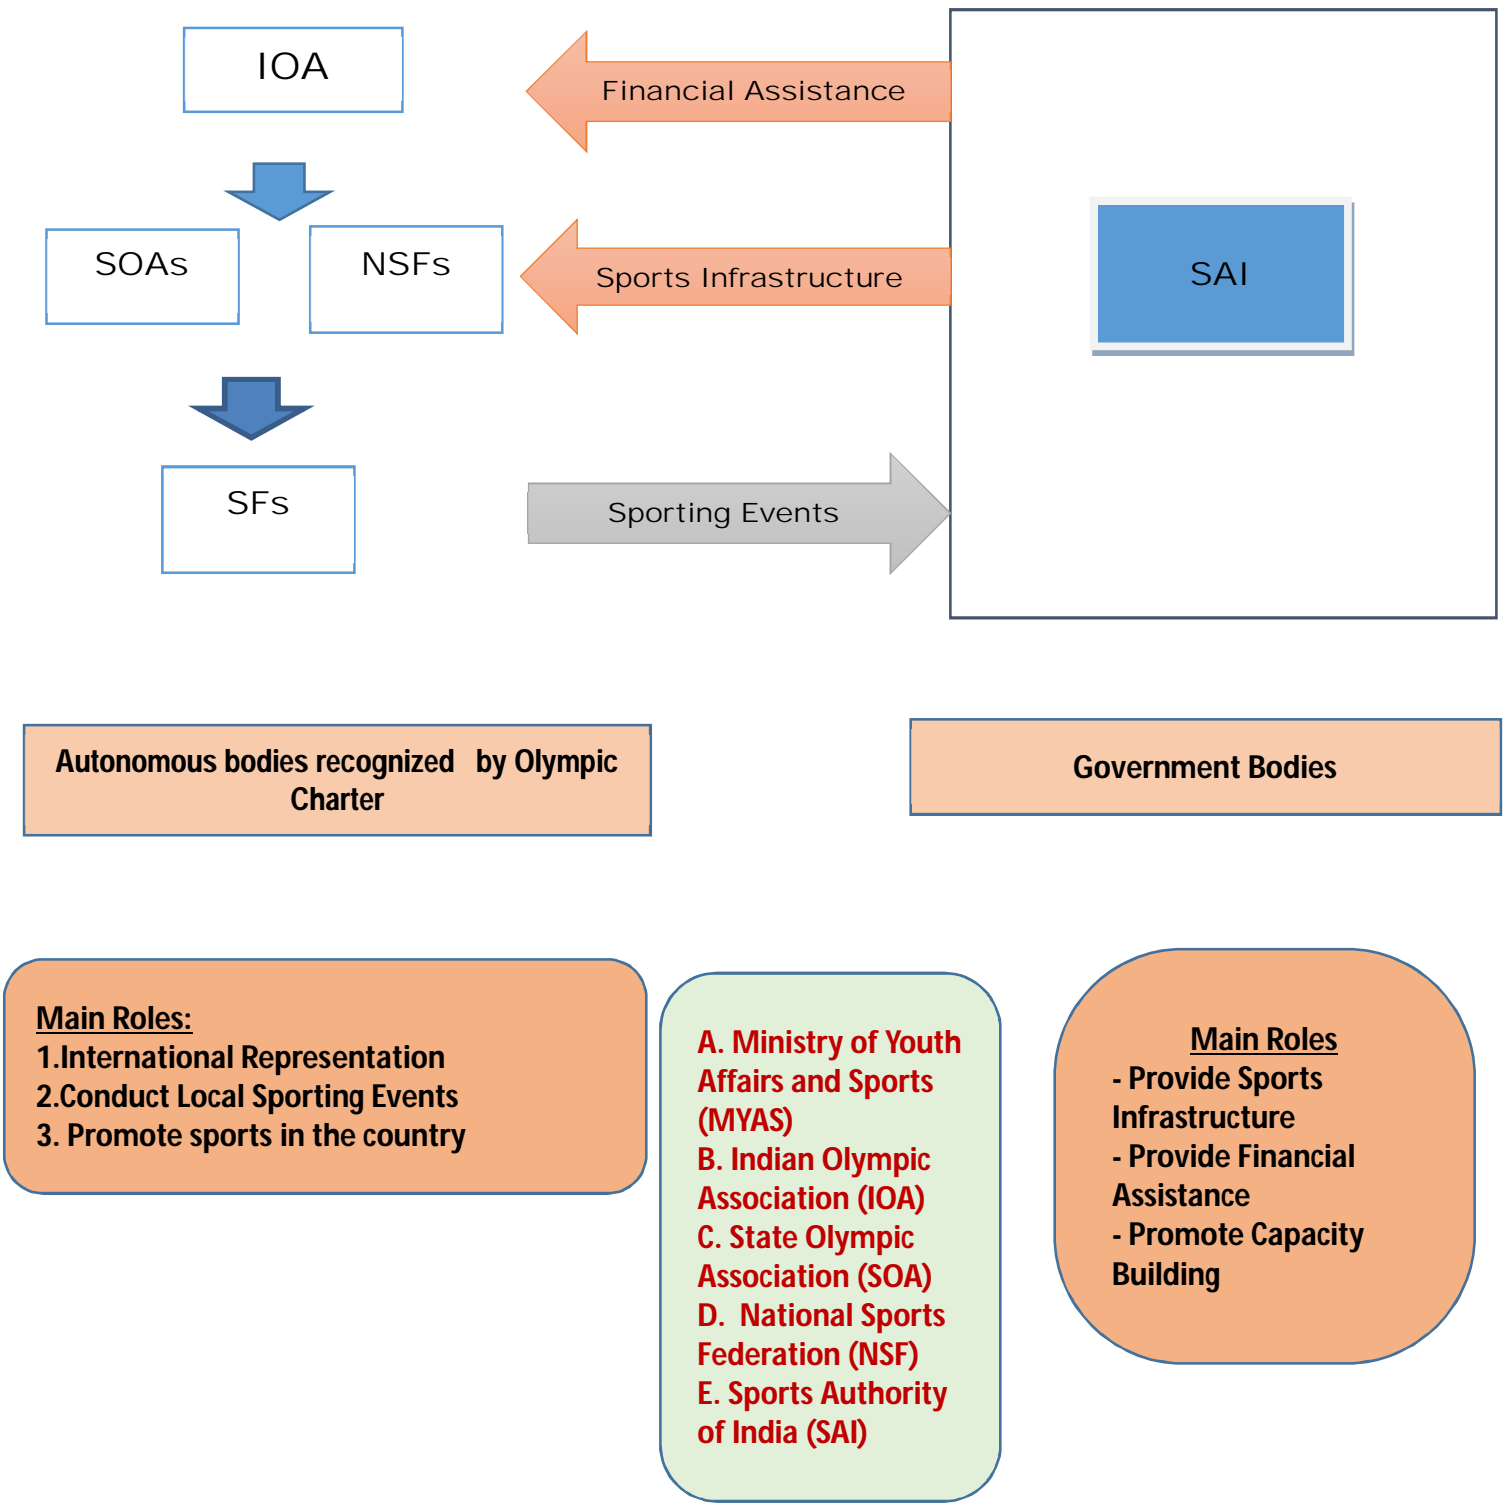 IOA
Financial Assistance
SOAs
NSFs
Sports Infrastructure
SAI
SFs
Sporting Events
Autonomous bodies recognized by Olympic
Charter
Government Bodies
Main Roles:
1.International Representation
2.Conduct Local Sporting Events
3. Promote sports in the country
A. Ministry of Youth
Affairs and Sports
(MYAS)
B. Indian Olympic
Association (IOA)
C. State Olympic
Association (SOA)
D. National Sports
Federation (NSF)
E. Sports Authority
of India (SAI)
Main Roles
- Provide Sports
Infrastructure
- Provide Financial
Assistance
- Promote Capacity
Building